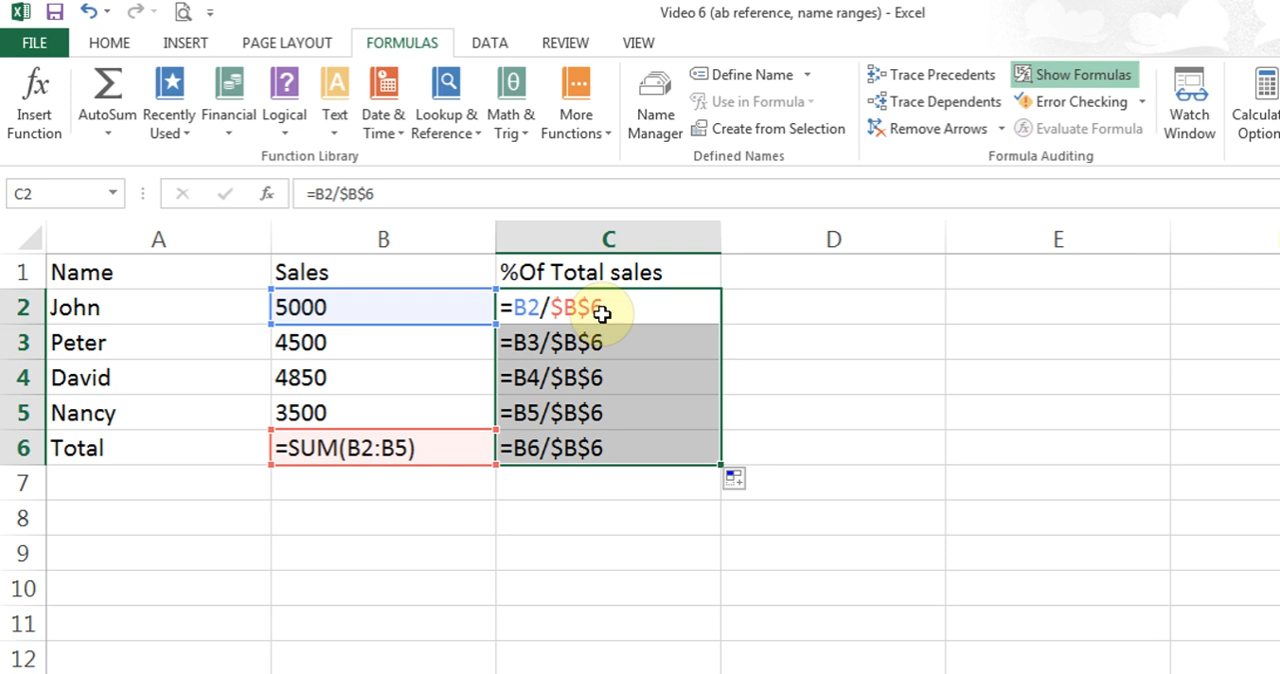 Video 6 (ab reference, name ranges) - Excel
FILE HOME INSERT PAGE LAYOUT FORMULAS DATA REVIEW VIEW
fx Σ ? A θ
Insert Function
AutoSum
Recently Used
Financial
Logical
Text
Date & Time
Lookup & Reference
Math & Trig
More Functions
Function Library
Name Manager
Define Name
Use in Formula
Create from Selection
Defined Names
Trace Precedents
Trace Dependents
Remove Arrows
Show Formulas
Error Checking
Evaluate Formula
Formula Auditing
Watch Window
Calculat
Option
C2 fx =B2/$B$6
A B C D E
1 Name Sales %Of Total sales
2 John 5000 =B2/$B$6
3 Peter 4500 =B3/$B$6
4 David 4850 =B4/$B$6
5 Nancy 3500 =B5/$B$6
6 Total =SUM(B2:B5) =B6/$B$6
7
8
9
10
11
12